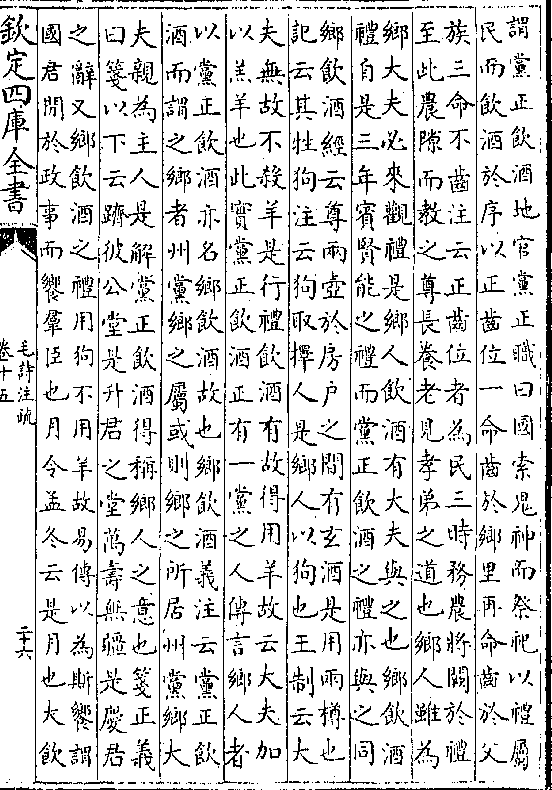 謂黨正飲酒地官黨正職曰國索鬼神而祭祀以禮屬
民而飲酒於序以正齒位一命齒於鄉里再命齒於父
族三命不齒注云正齒位者為民三時務農將闕於禮
至此農隙而教之尊長養老見孝弟之道也鄉人雖為
鄉大夫必來觀禮是鄉人飲酒有大夫與之也鄉飲酒
禮自是三年賓賢能之禮而黨正飲酒之禮亦與之同
鄉飲酒經云尊兩壺於房户之間有玄酒是用兩樽也
記云其牲狗注云狗取擇人是鄉人以狗也王制云大
夫無故不殺羊是行禮飲酒有故得用羊故云大夫加
以羔羊也此實黨正飲酒正有一黨之人傳言鄉人者
以黨正飲酒亦名鄉飲酒故也鄉飲酒義注云黨正飲
酒而謂之鄉者州黨鄉之屬或則鄉之所居州黨鄉大
夫親為主人是解黨正飲酒得稱鄉人之意也箋正義
曰箋以下云躋彼公堂是升君之堂萬壽無疆是慶君
之辭又鄉飲酒之禮用狗不用羊故易傳以為斯饗謂
國君閒於政事而饗羣臣也月令孟冬云是月也大飲
欽定四庫全書
毛詩注疏
卷十五
二十六